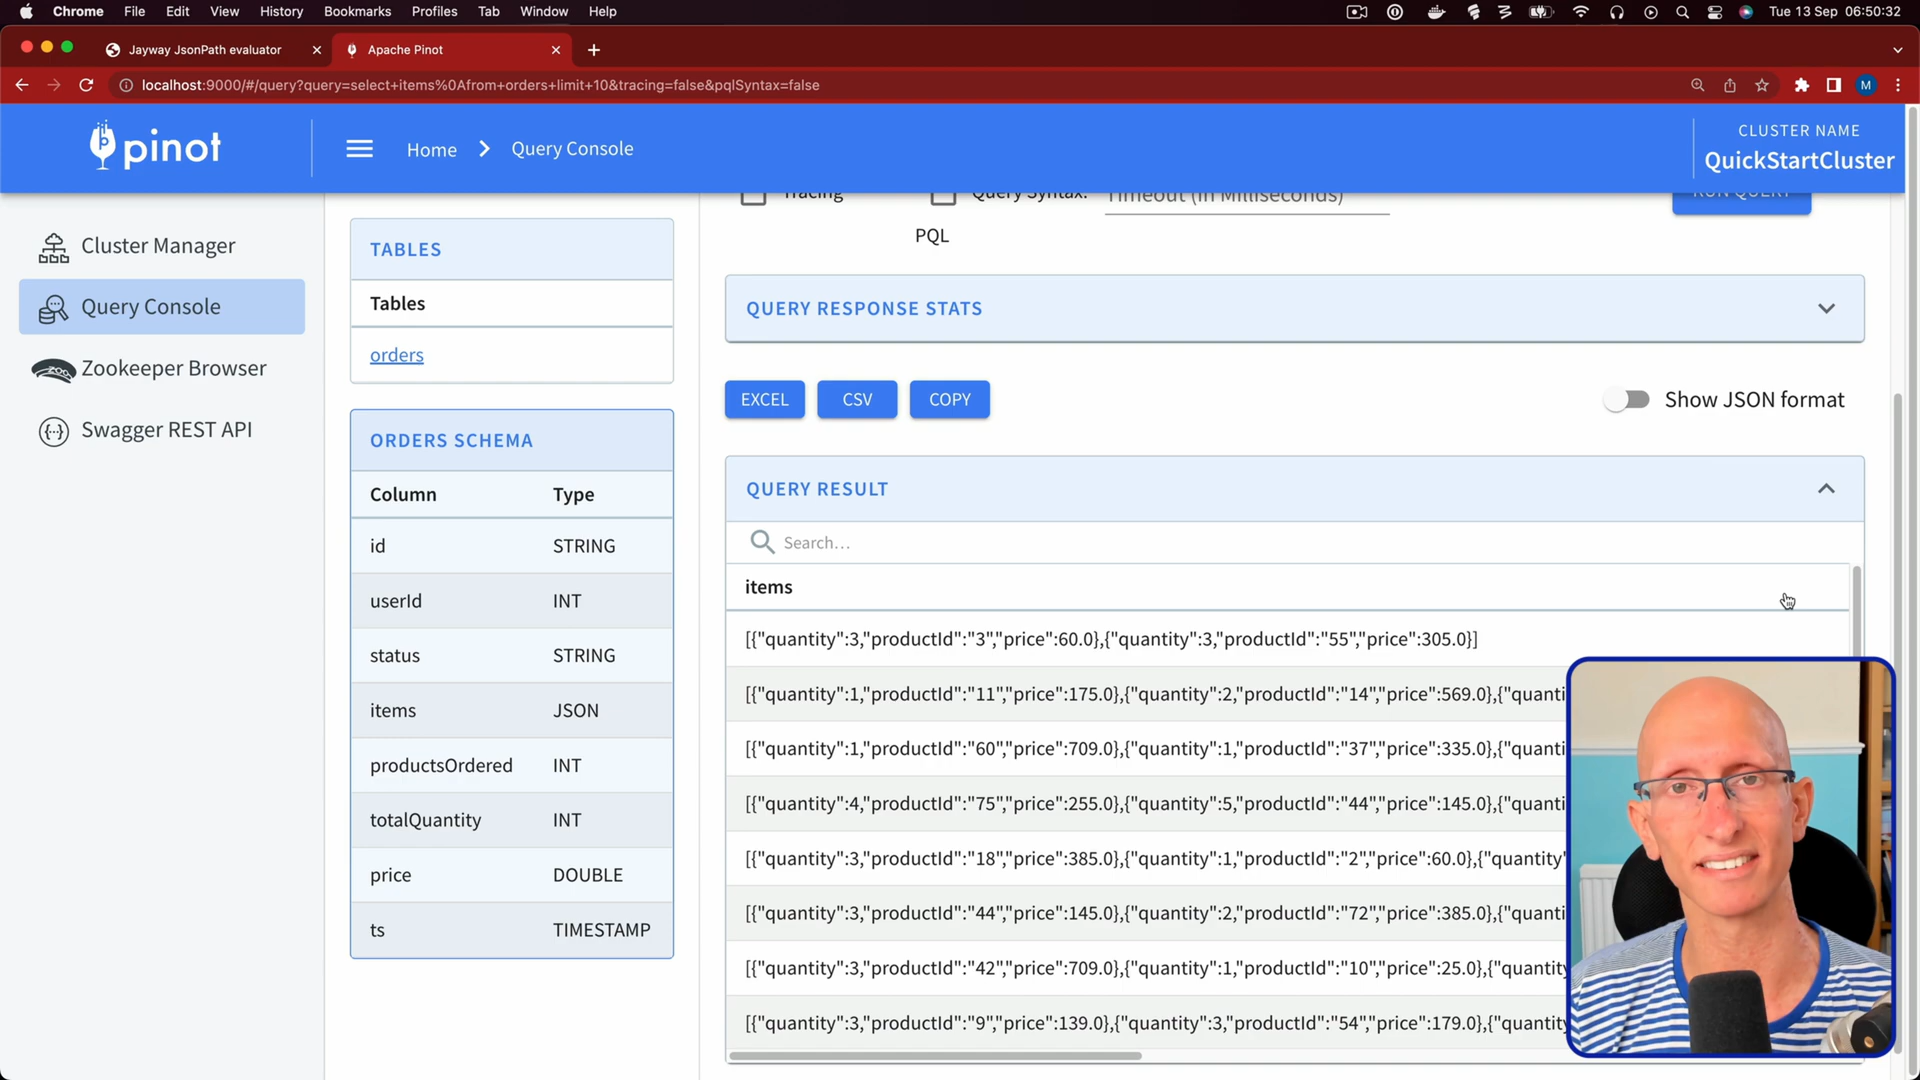 Chrome File Edit View History Bookmarks Profiles Tab Window Help Tue 13 Sep 06:50:32
Jayway JsonPath evaluator Apache Pinot
localhost:9000/#/query?query=select+items%0Afrom+orders+limit+10&tracing=false&pqlSyntax=false M
pinot
Home > Query Console
CLUSTER NAME
QuickStartCluster
Cluster Manager
Query Console
Zookeeper Browser
Swagger REST API
TABLES
Tables
orders
ORDERS SCHEMA
Column Type
id STRING
userId INT
status STRING
items JSON
productsOrdered INT
totalQuantity INT
price DOUBLE
ts TIMESTAMP
Tracing Query Syntax: Timeout (in Milliseconds) RUN QUERY
PQL
QUERY RESPONSE STATS
EXCEL CSV COPY Show JSON format
QUERY RESULT
Search...
items
[{"quantity":3,"productId":"3","price":60.0},{"quantity":3,"productId":"55","price":305.0}]
[{"quantity":1,"productId":"11","price":175.0},{"quantity":2,"productId":"14","price":569.0},{"quanti
[{"quantity":1,"productId":"60","price":709.0},{"quantity":1,"productId":"37","price":335.0},{"quanti
[{"quantity":4,"productId":"75","price":255.0},{"quantity":5,"productId":"44","price":145.0},{"quanti
[{"quantity":3,"productId":"18","price":385.0},{"quantity":1,"productId":"2","price":60.0},{"quantity"
[{"quantity":3,"productId":"44","price":145.0},{"quantity":2,"productId":"72","price":385.0},{"quanti
[{"quantity":3,"productId":"42","price":709.0},{"quantity":1,"productId":"10","price":25.0},{"quantity
[{"quantity":3,"productId":"9","price":139.0},{"quantity":3,"productId":"54","price":179.0},{"quantity